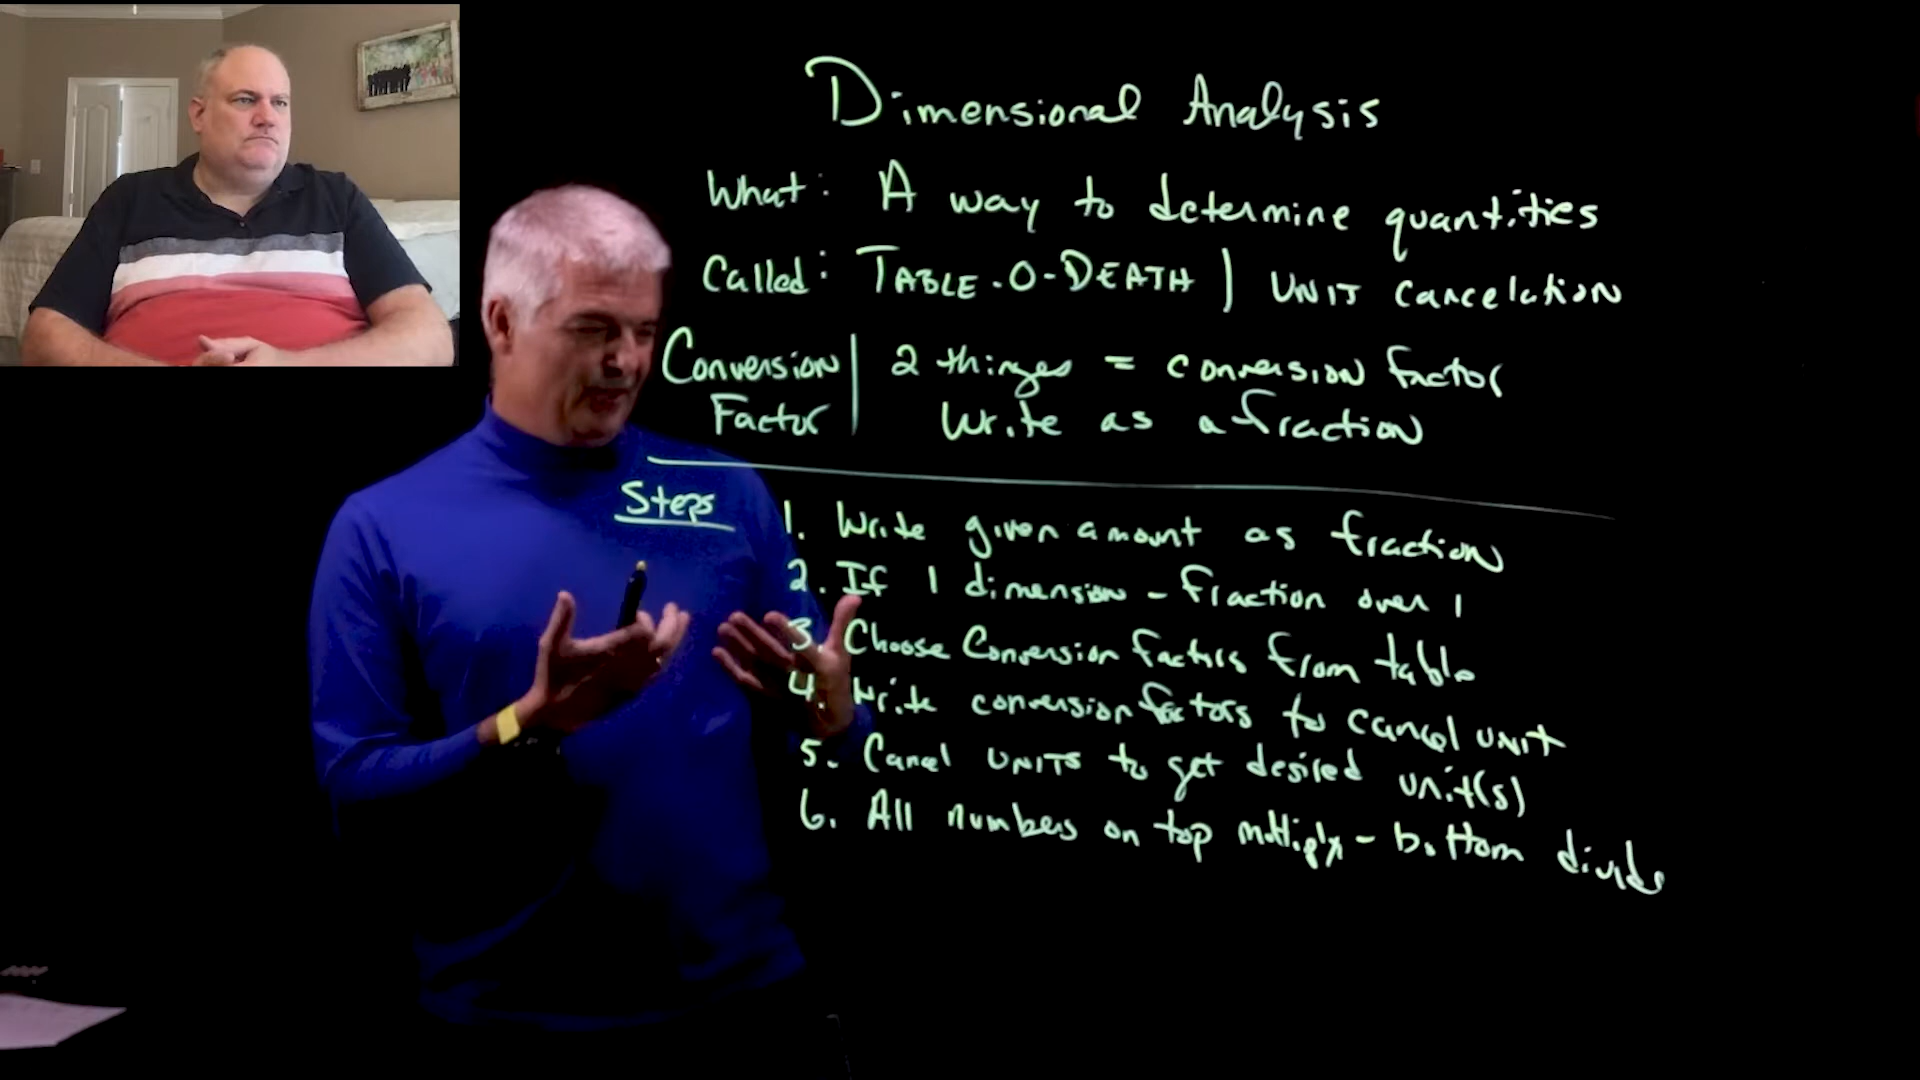 Dimensional Analysis
What: A way to determine quantities
Called: TABLE-O-DEATH | UNIT Cancelation
Conversion Factor | 2 things = conversion factor
Write as a fraction
Steps
1. Write given amount as fraction
2. If 1 dimension - fraction over 1
3. Choose Conversion factors from table
4. Write conversion factors to cancel unit
5. Cancel UNITS to get desired unit(s)
6. All numbers on top multiply - bottom divide